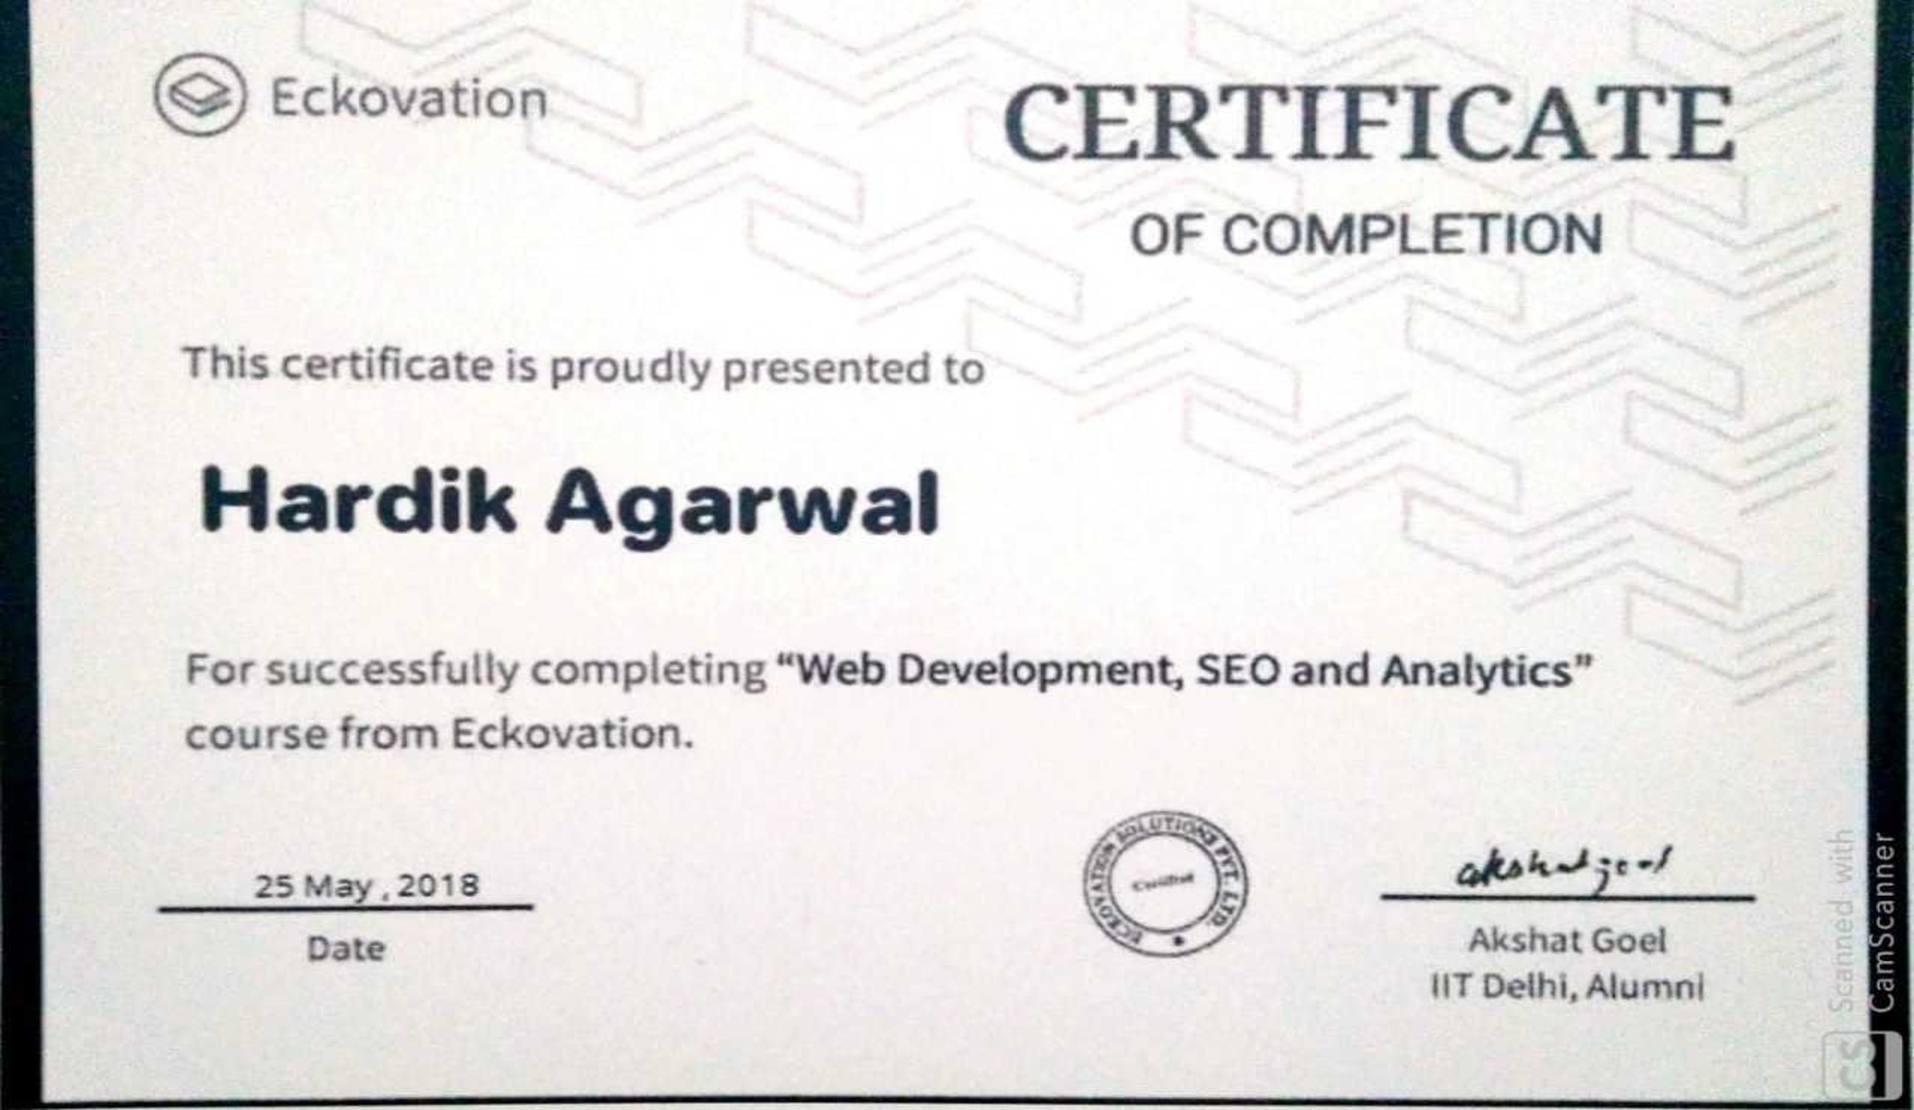 Eckovation
CERTIFICATE
OF COMPLETION
This certificate is proudly presented to
Hardik Agarwal
For successfully completing “Web Development, SEO and Analytics”
course from Eckovation.
25 May , 2018
Date
ECKOVATION SOLUTIONS PVT. LTD.
Certified
akshat goel
Akshat Goel
IIT Delhi, Alumni
CS Scanned with
CamScanner